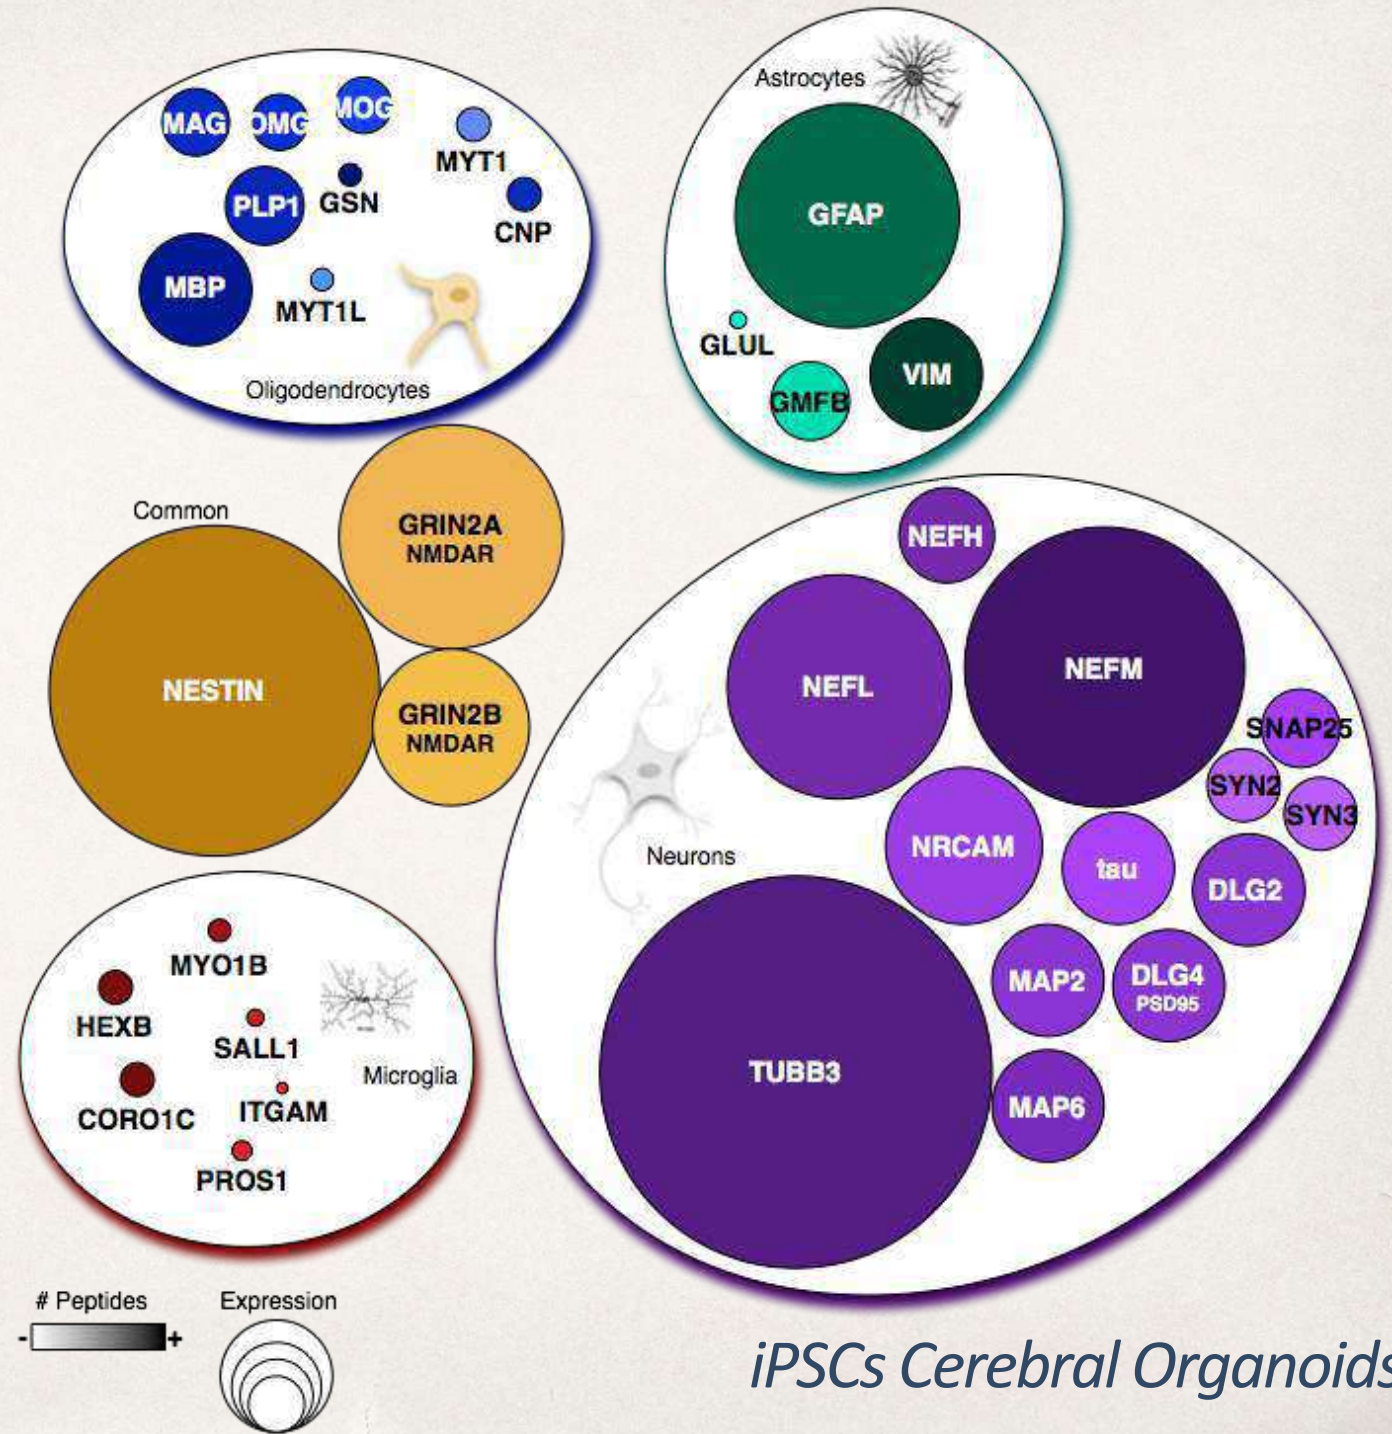 Astrocytes
MAG
OMG
MOG
MYT1
GSN
PLP1
CNP
MBP
MYT1L
Oligodendrocytes
GFAP
GLUL
GMFB
VIM
Common
GRIN2A
NMDAR
NESTIN
GRIN2B
NMDAR
NEFH
NEFL
NEFM
SNAP25
SYN2
SYN3
NRCAM
tau
DLG2
Neurons
MAP2
DLG4
PSD95
TUBB3
MAP6
MYO1B
HEXB
SALL1
Microglia
ITGAM
CORO1C
PROS1
# Peptides
- +
Expression
iPSCs Cerebral Organoids